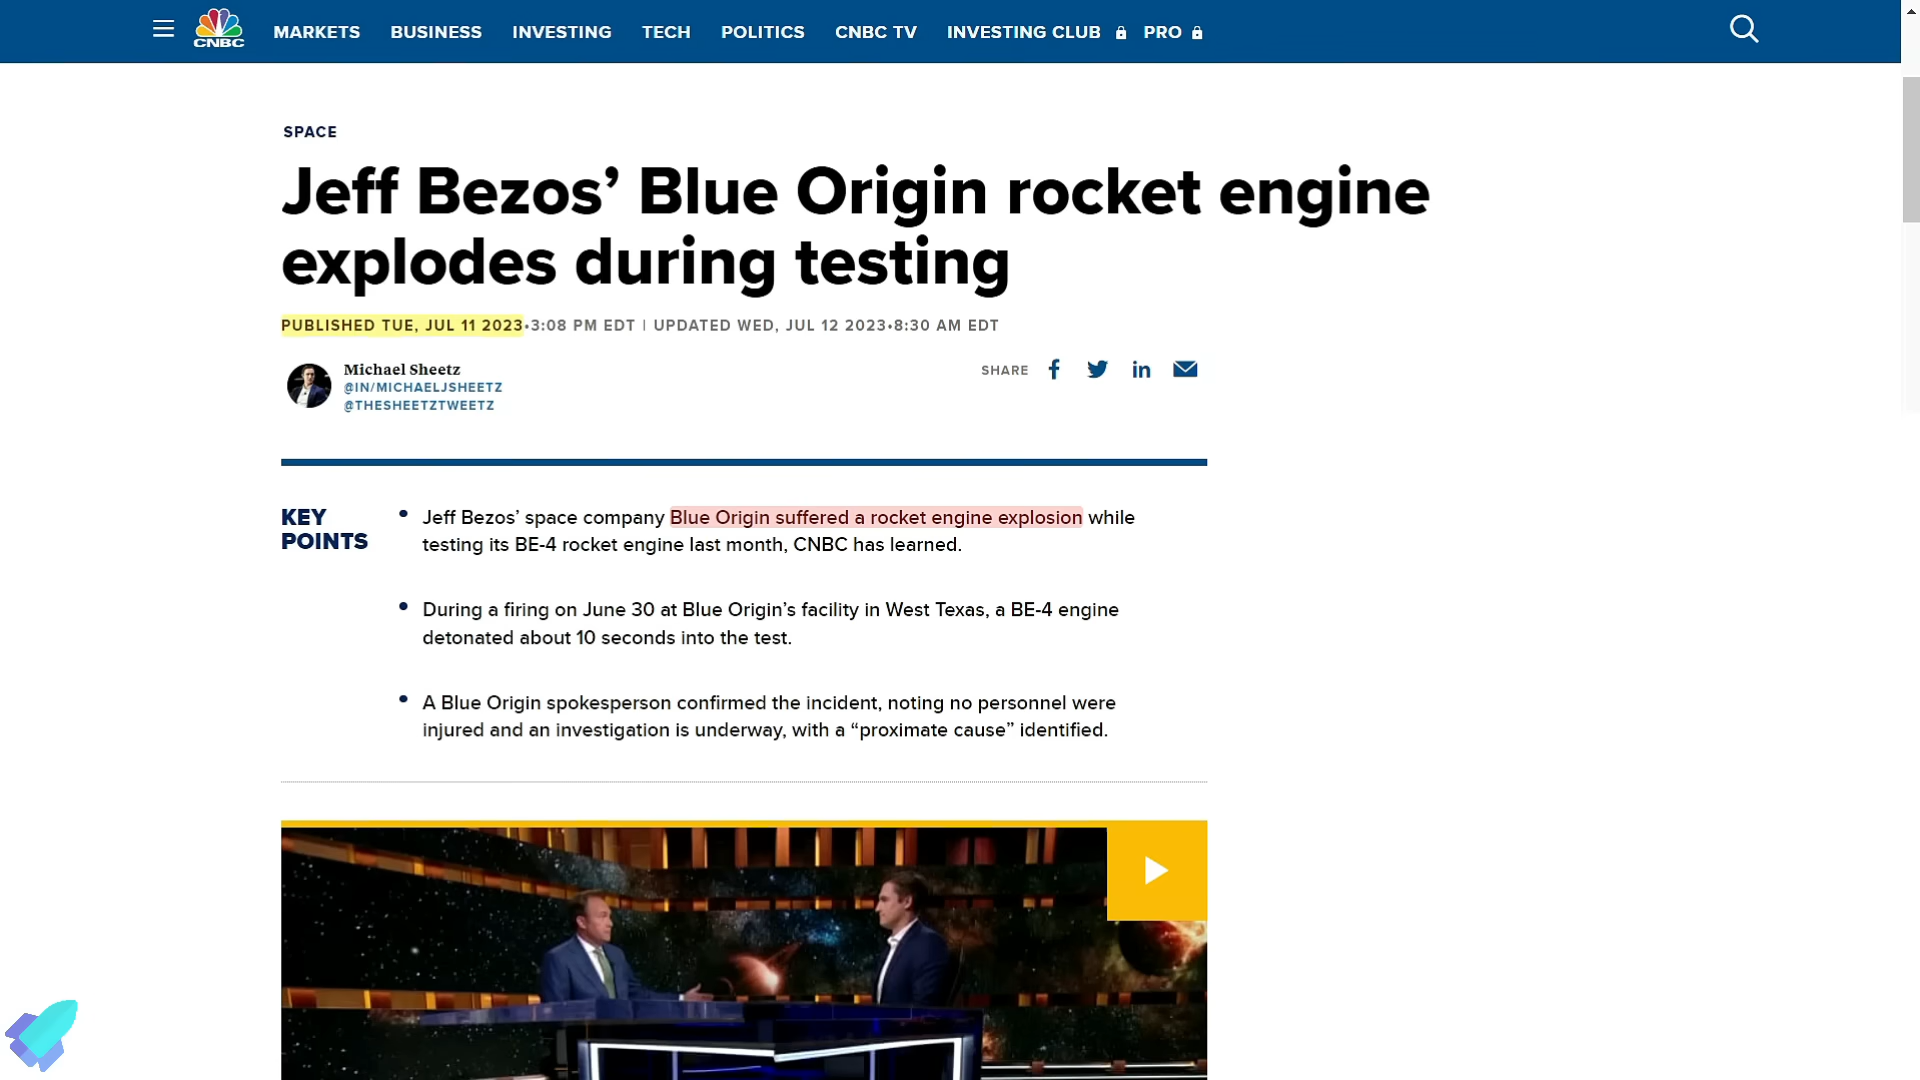 CNBC
MARKETS BUSINESS INVESTING TECH POLITICS CNBC TV INVESTING CLUB PRO
SPACE
Jeff Bezos’ Blue Origin rocket engine
explodes during testing
PUBLISHED TUE, JUL 11 2023•3:08 PM EDT | UPDATED WED, JUL 12 2023•8:30 AM EDT
Michael Sheetz
@IN/MICHAELJSHEETZ
@THESHEETZTWEETZ
SHARE
KEY
POINTS
• Jeff Bezos’ space company Blue Origin suffered a rocket engine explosion while
testing its BE-4 rocket engine last month, CNBC has learned.
• During a firing on June 30 at Blue Origin’s facility in West Texas, a BE-4 engine
detonated about 10 seconds into the test.
• A Blue Origin spokesperson confirmed the incident, noting no personnel were
injured and an investigation is underway, with a “proximate cause” identified.